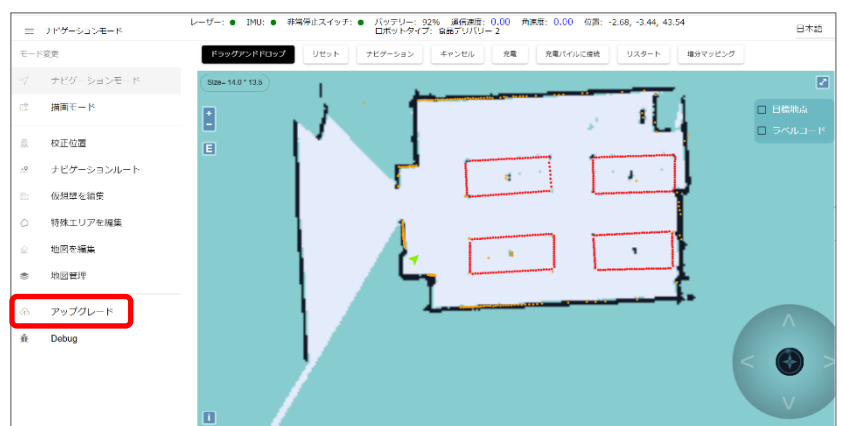 ナビゲーションモード
レーザー: IMU: 非常停止スイッチ: バッテリー: 92% 通信速度: 0.00 角速度: 0.00 位置: -2.68, -3.44, 43.54
ロボットタイプ: 食品デリバリー 2
日本語
モード変更
ドラッグアンドドロップ リセット ナビゲーション キャンセル 充電 充電パイルに接続 リスタート 増分マッピング
ナビゲーションモード
描画モード
校正位置
ナビゲーションルート
仮想壁を編集
特殊エリアを編集
地図を編集
地図管理
アップグレード
Debug
Size= 14.0 * 13.5
+
−
E
目標地点
ラベルコード
i